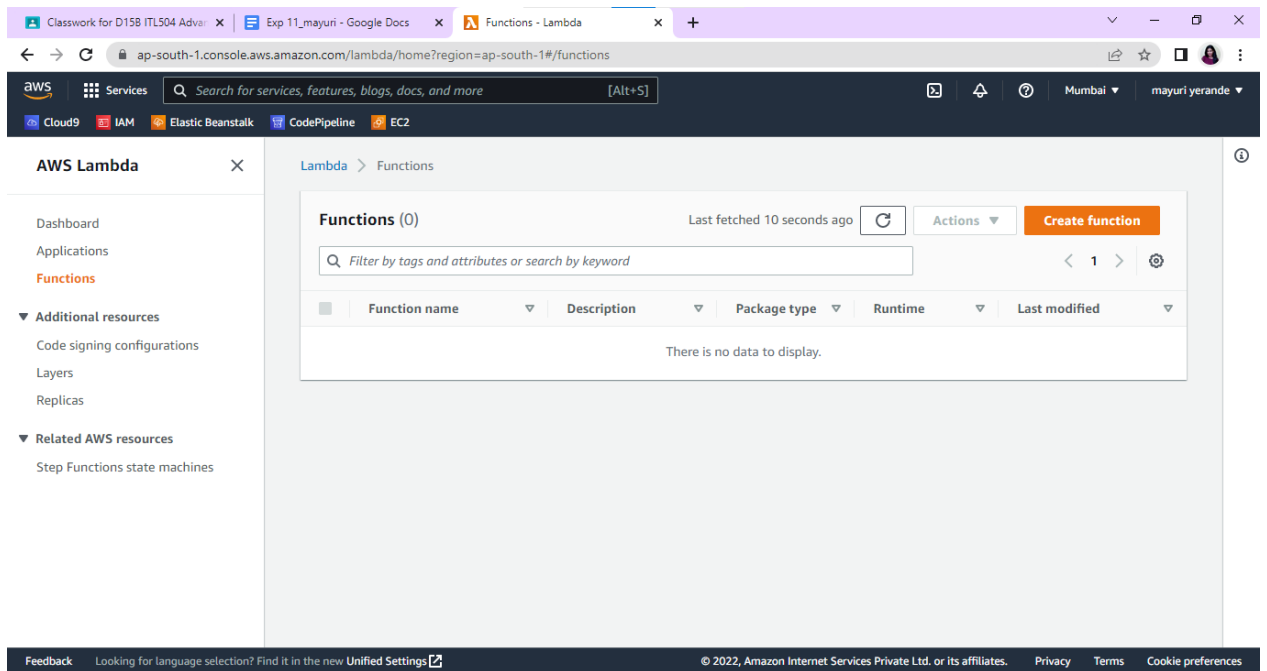 Classwork for D15B ITL504 Advan
Exp 11_mayuri - Google Docs
Functions - Lambda
ap-south-1.console.aws.amazon.com/lambda/home?region=ap-south-1#/functions
aws Services Search for services, features, blogs, docs, and more [Alt+S] Mumbai ▼ mayuri yerande ▼
Cloud9 IAM Elastic Beanstalk CodePipeline EC2
AWS Lambda
Dashboard
Applications
Functions
Additional resources
Code signing configurations
Layers
Replicas
Related AWS resources
Step Functions state machines
Lambda > Functions
Functions (0) Last fetched 10 seconds ago Actions ▼ Create function
Filter by tags and attributes or search by keyword < 1 >
Function name Description Package type Runtime Last modified
There is no data to display.
Feedback Looking for language selection? Find it in the new Unified Settings © 2022, Amazon Internet Services Private Ltd. or its affiliates. Privacy Terms Cookie preferences